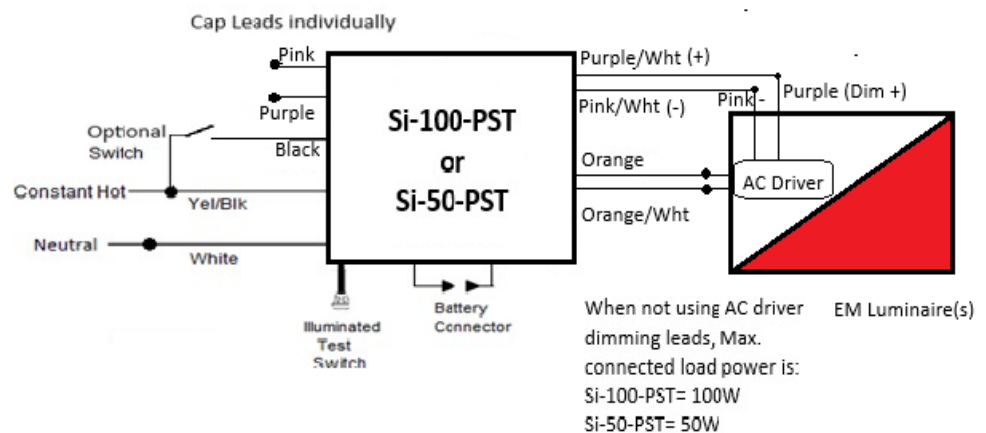 Cap Leads individually
Pink
Purple
Optional
Switch
Black
Constant Hot
Yel/Blk
Neutral
White
Si-100-PST
or
Si-50-PST
Illuminated
Test
Switch
Battery
Connector
Purple/Wht (+)
Pink/Wht (-)
Pink -
Purple (Dim +)
Orange
Orange/Wht
AC Driver
When not using AC driver
dimming leads, Max.
connected load power is:
Si-100-PST= 100W
Si-50-PST= 50W
EM Luminaire(s)